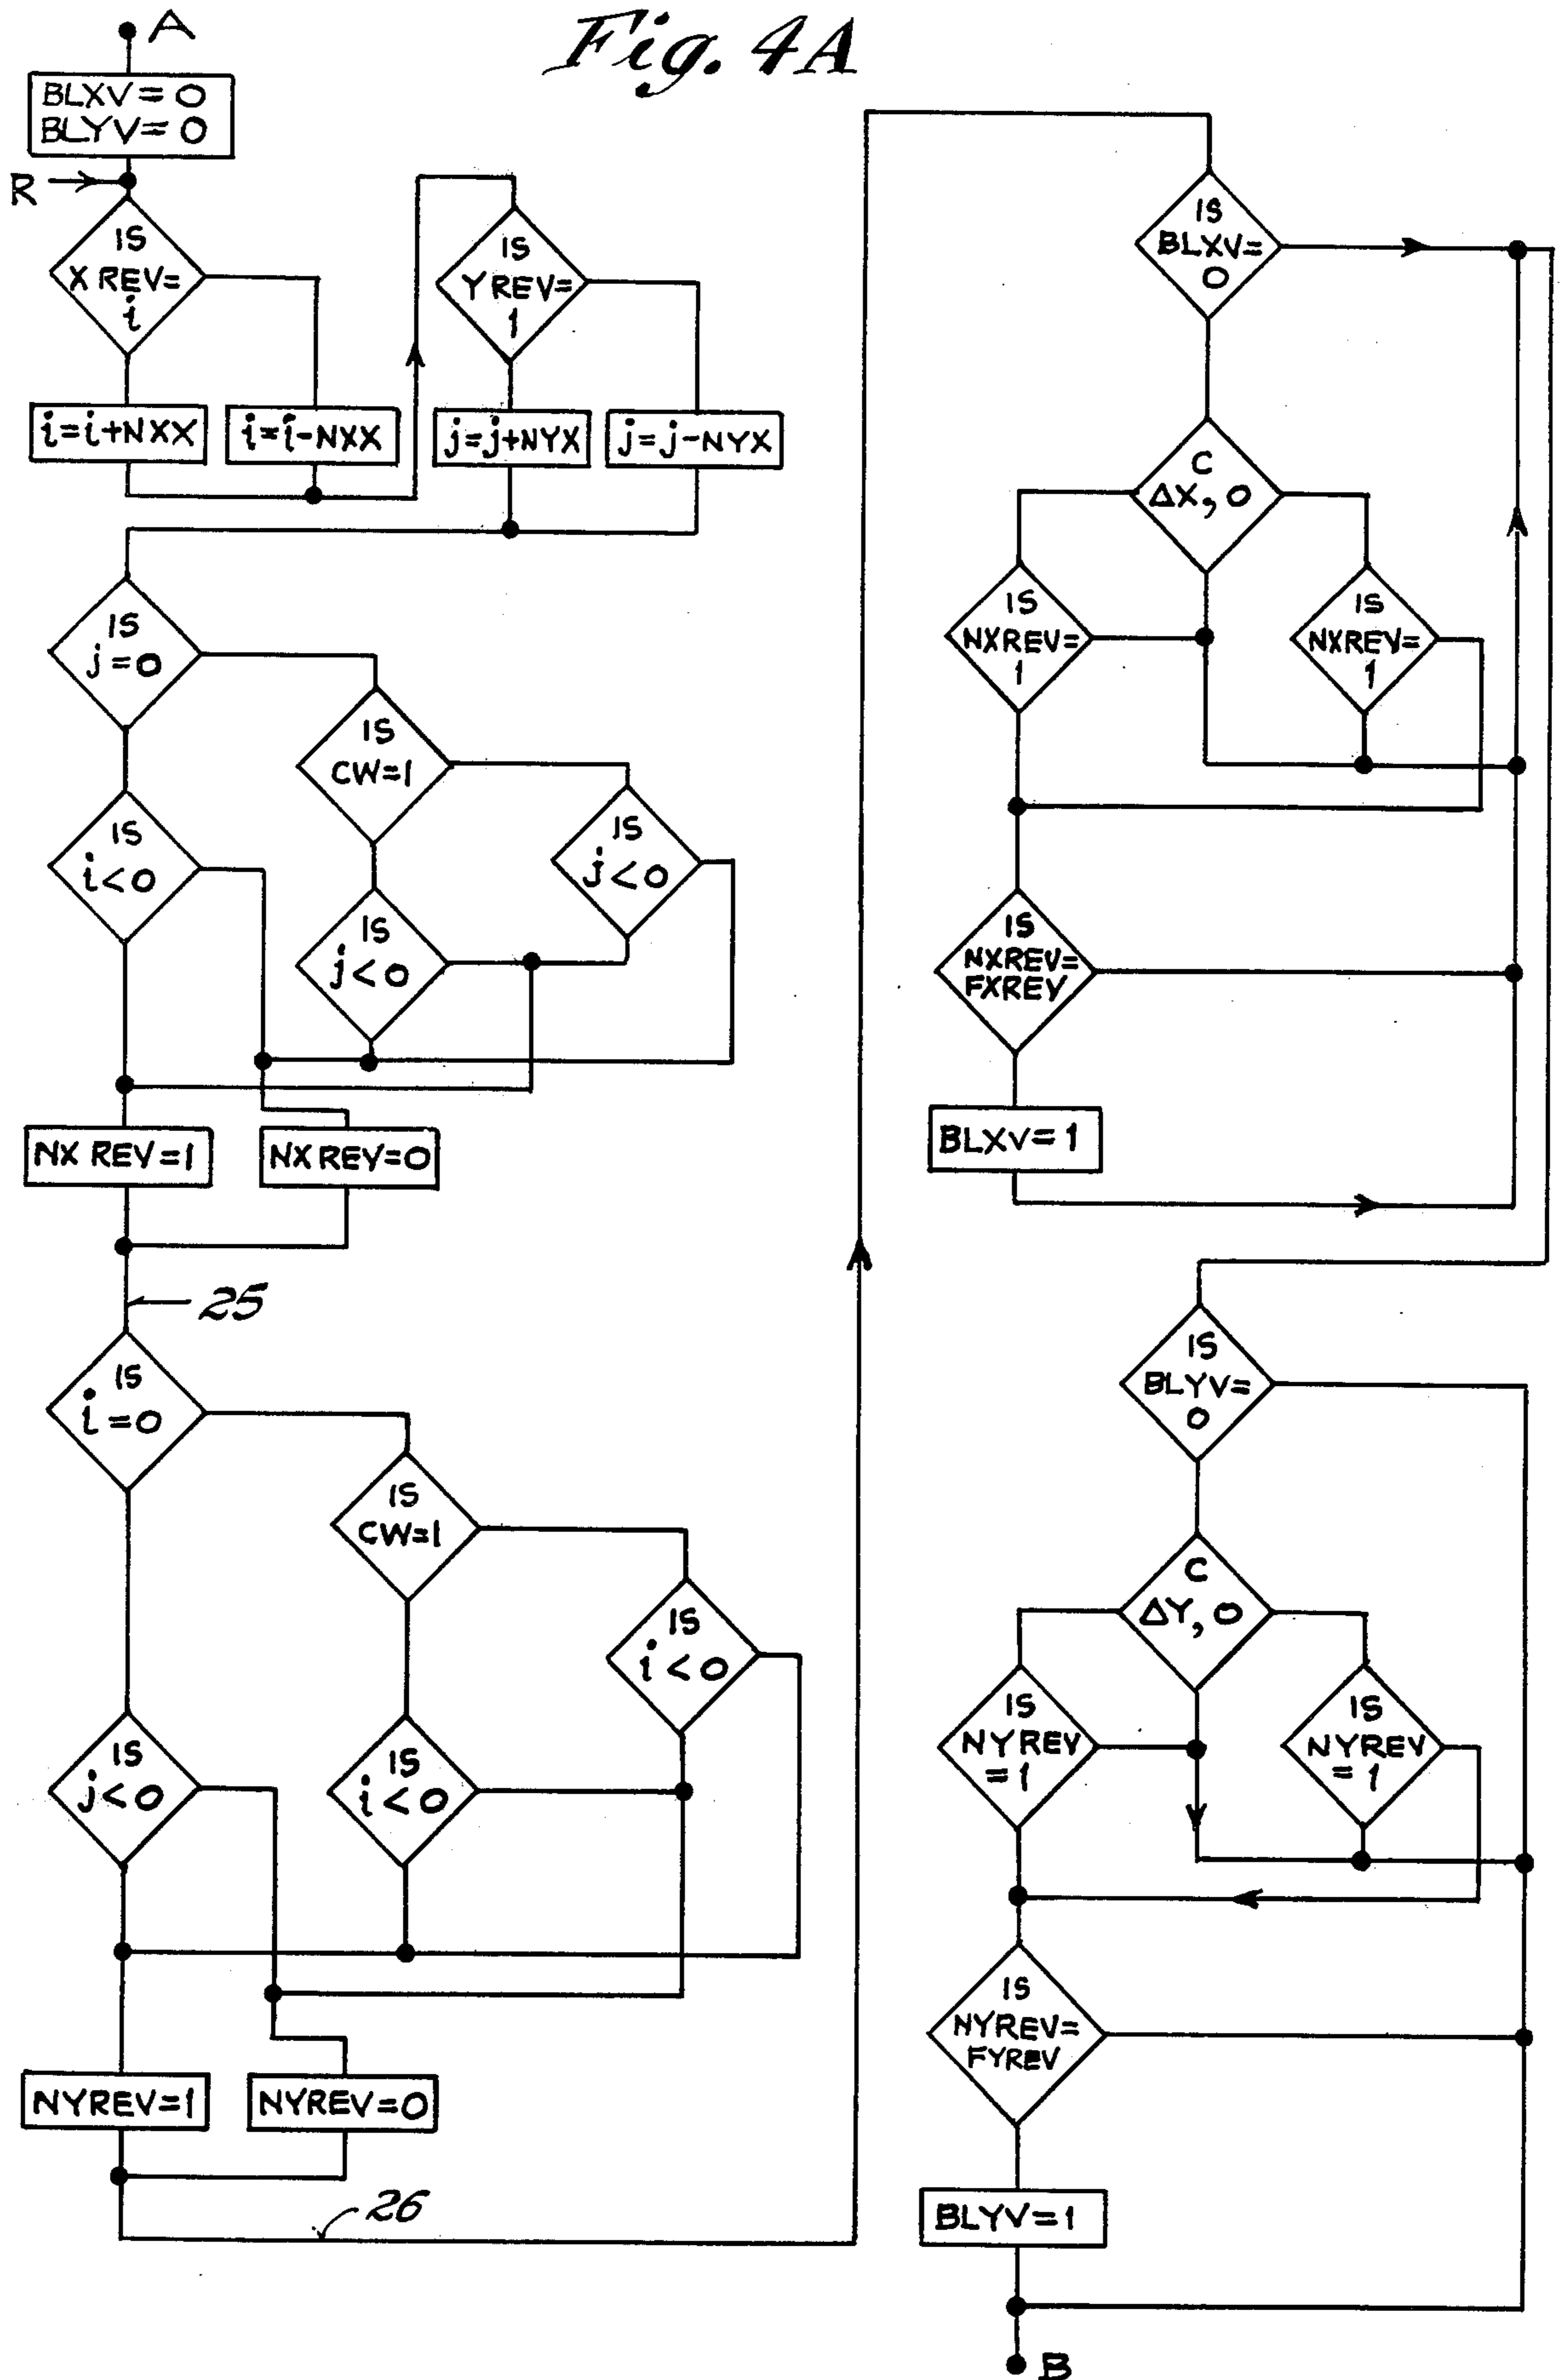 Fig. 4A
A
BLXV = 0
BLYV = 0
R
IS
X REV=
i
i=i+NXX
i=i-NXX
IS
Y REV=
1
j=j+NYX
j=j-NYX
IS
j=0
IS
CW=1
IS
i<0
IS
j<0
IS
j<0
NX REV=1
NX REV=0
25
IS
i=0
IS
CW=1
IS
i<0
IS
j<0
IS
i<0
NYREV=1
NYREV=0
26
IS
BLXV=
0
C
ΔX, 0
IS
NXREV=
1
IS
NXREV=
1
IS
NXREV=
FXREV
BLXV=1
IS
BLYV=
0
C
ΔY, 0
IS
NYREV
=1
IS
NYREV
=1
IS
NYREV=
FYREV
BLYV=1
B